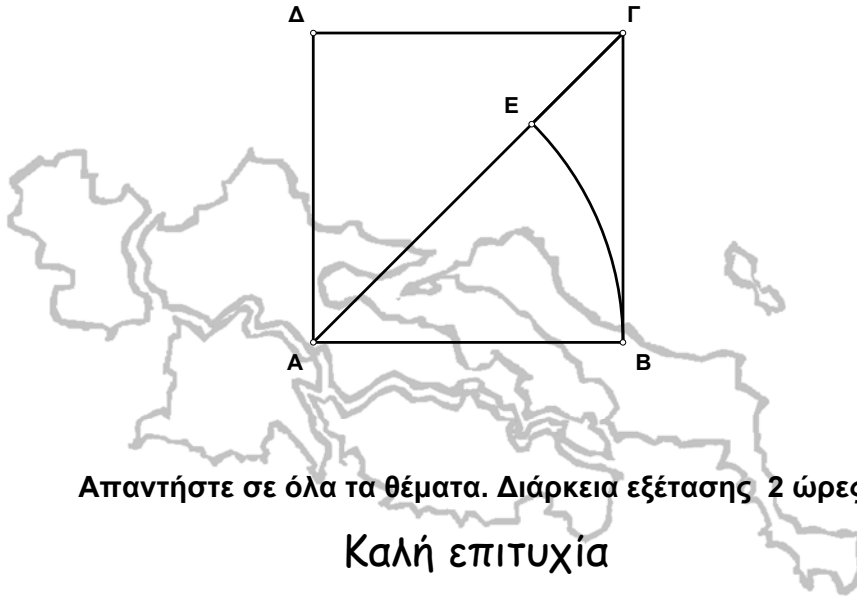 Δ Γ
Ε
Α Β
Απαντήστε σε όλα τα θέματα. Διάρκεια εξέτασης 2 ώρες
Καλή επιτυχία